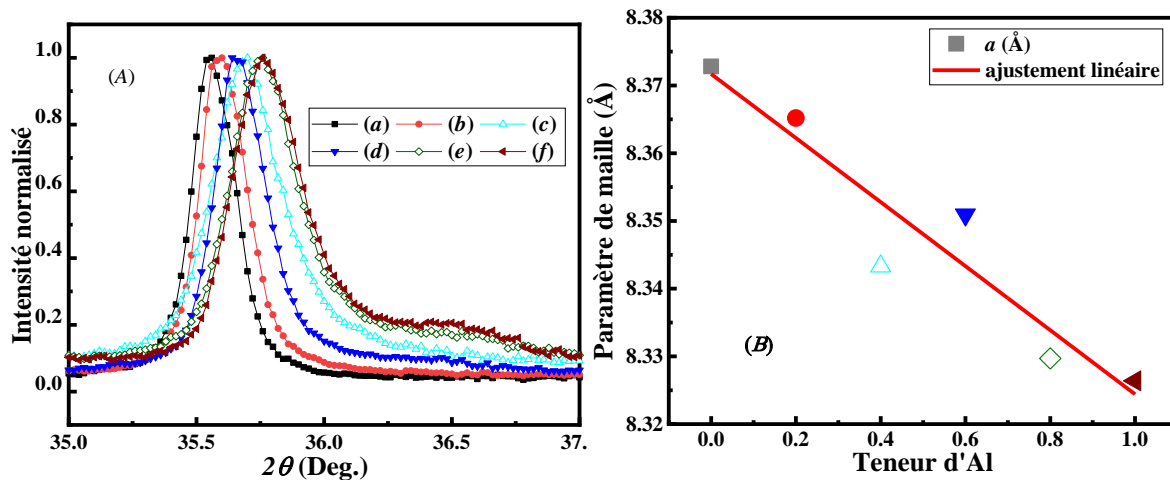 (A)
Intensité normalisé
1.0
0.8
0.6
0.4
0.2
0.0
(a) (b) (c)
(d) (e) (f)
35.0 35.5 36.0 36.5 37.
2θ (Deg.)
8.38
8.37
8.36
8.35
8.34
8.33
8.32
Paramètre de maille (Å)
a (Å)
ajustement linéaire
(B)
0.0 0.2 0.4 0.6 0.8 1.0
Teneur d'Al